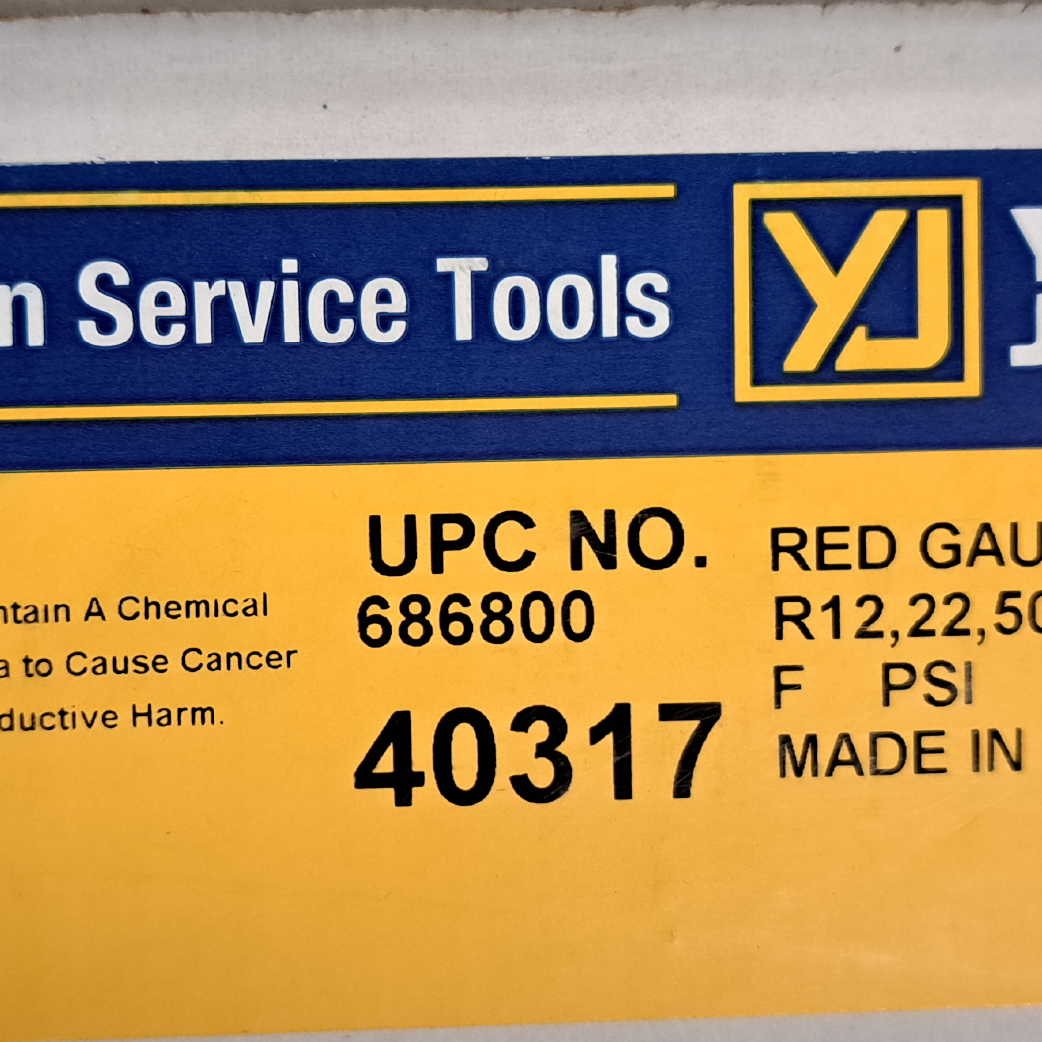 n Service Tools
YJ
UPC NO.
686800
40317
ntain A Chemical
a to Cause Cancer
ductive Harm.
RED GAU
R12,22,50
F PSI
MADE IN